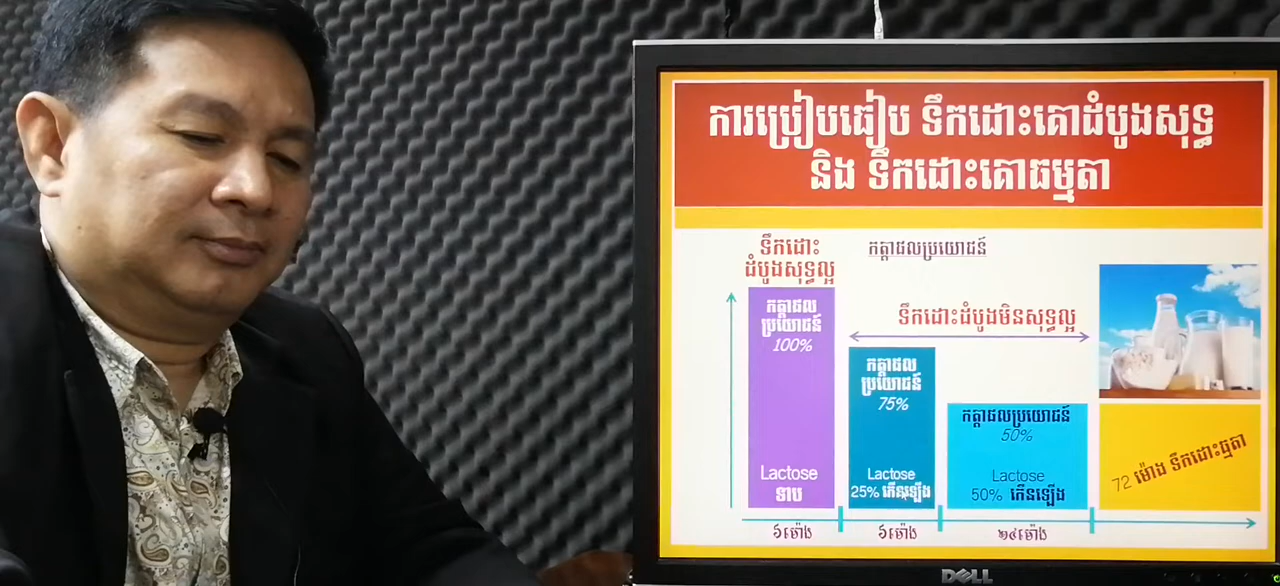 ការប្រៀបធៀប ទឹកដោះគោដំបូងសុទ្ធ
និង ទឹកដោះគោធម្មតា
ទឹកដោះ
ដំបូងសុទ្ធល្អ
កត្តាផលប្រយោជន៍
ទឹកដោះដំបូងមិនសុទ្ធល្អ
កត្តាផល
ប្រយោជន៍
100%
Lactose
ទាប
កត្តាផល
ប្រយោជន៍
75%
Lactose
25% កើនឡើង
កត្តាផលប្រយោជន៍
50%
Lactose
50% កើនឡើង
72 ម៉ោង ទឹកដោះធ្មតា
៦ម៉ោង
៦ម៉ោង
២៤ម៉ោង
DELL